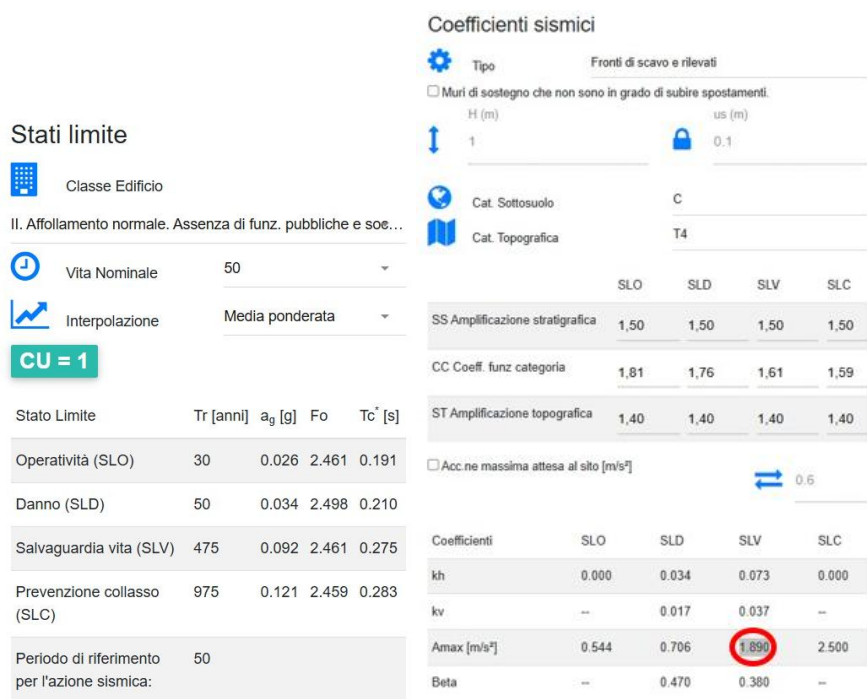 Stati limite
Classe Edificio
II. Affollamento normale. Assenza di funz. pubbliche e soc...
Vita Nominale 50
Interpolazione Media ponderata
CU = 1
Stato Limite Tr [anni] ag [g] Fo Tc* [s]
Operatività (SLO) 30 0.026 2.461 0.191
Danno (SLD) 50 0.034 2.498 0.210
Salvaguardia vita (SLV) 475 0.092 2.461 0.275
Prevenzione collasso 975 0.121 2.459 0.283
(SLC)
Periodo di riferimento 50
per l'azione sismica:
Coefficienti sismici
Tipo Fronti di scavo e rilevati
Muri di sostegno che non sono in grado di subire spostamenti.
H (m) us (m)
1 0.1
Cat. Sottosuolo C
Cat. Topografica T4
SLO SLD SLV SLC
SS Amplificazione stratigrafica 1,50 1,50 1,50 1,50
CC Coeff. funz categoria 1,81 1,76 1,61 1,59
ST Amplificazione topografica 1,40 1,40 1,40 1,40
Acc.ne massima attesa al sito [m/s²] 0.6
Coefficienti SLO SLD SLV SLC
kh 0.000 0.034 0.073 0.000
kv -- 0.017 0.037 --
Amax [m/s²] 0.544 0.706 1.890 2.500
Beta -- 0.470 0.380 --